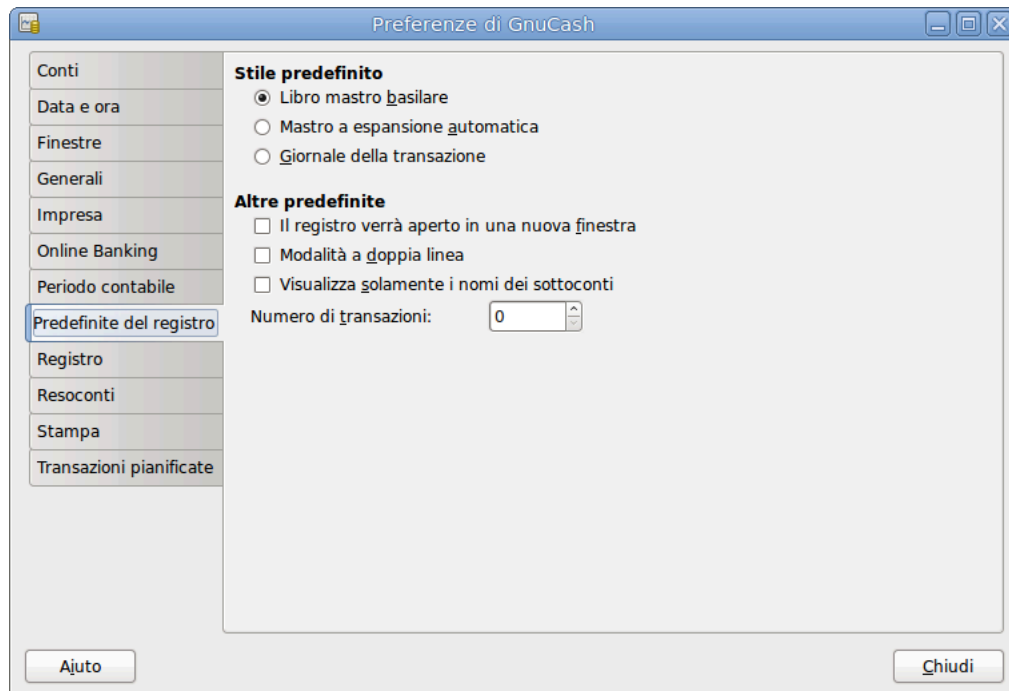 Preferenze di GnuCash
Conti
Data e ora
Finestre
Generali
Impresa
Online Banking
Periodo contabile
Predefinite del registro
Registro
Resoconti
Stampa
Transazioni pianificate
Stile predefinito
Libro mastro basilare
Mastro a espansione automatica
Giornale della transazione
Altre predefinite
Il registro verrà aperto in una nuova finestra
Modalità a doppia linea
Visualizza solamente i nomi dei sottoconti
Numero di transazioni: 0
Aiuto
Chiudi